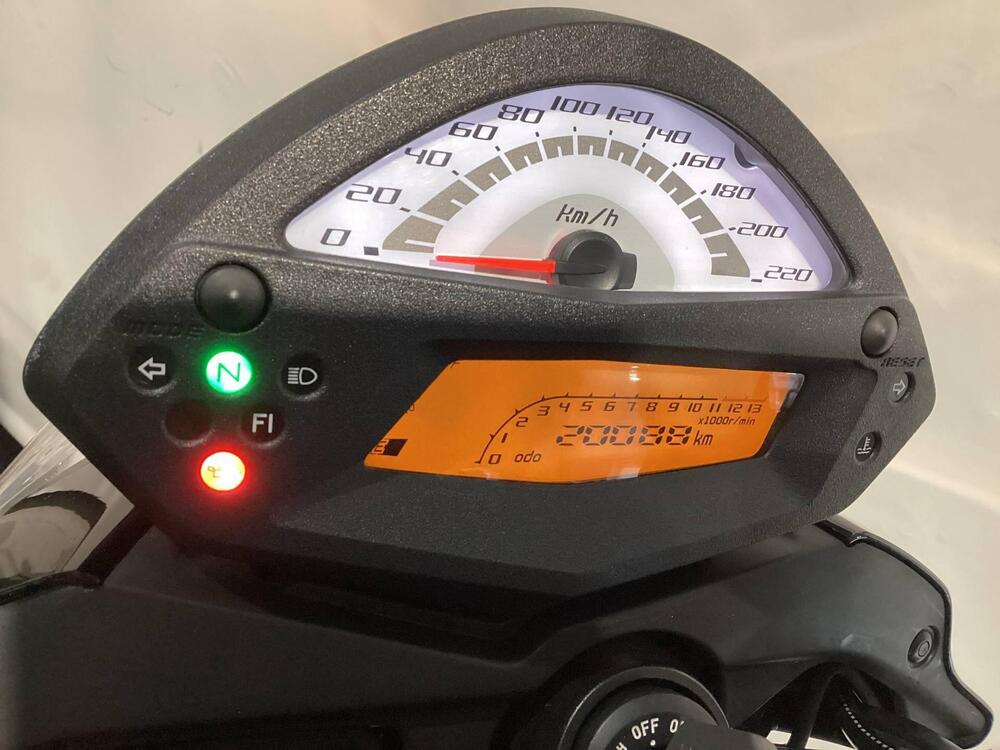 0 20 40 60 80 100 120 140 160 180 200 220
km/h
MODE
RESET
N
FI
0 1 2 3 4 5 6 7 8 9 10 11 12 13
x1000r/min
E
odo 20088 km
OFF